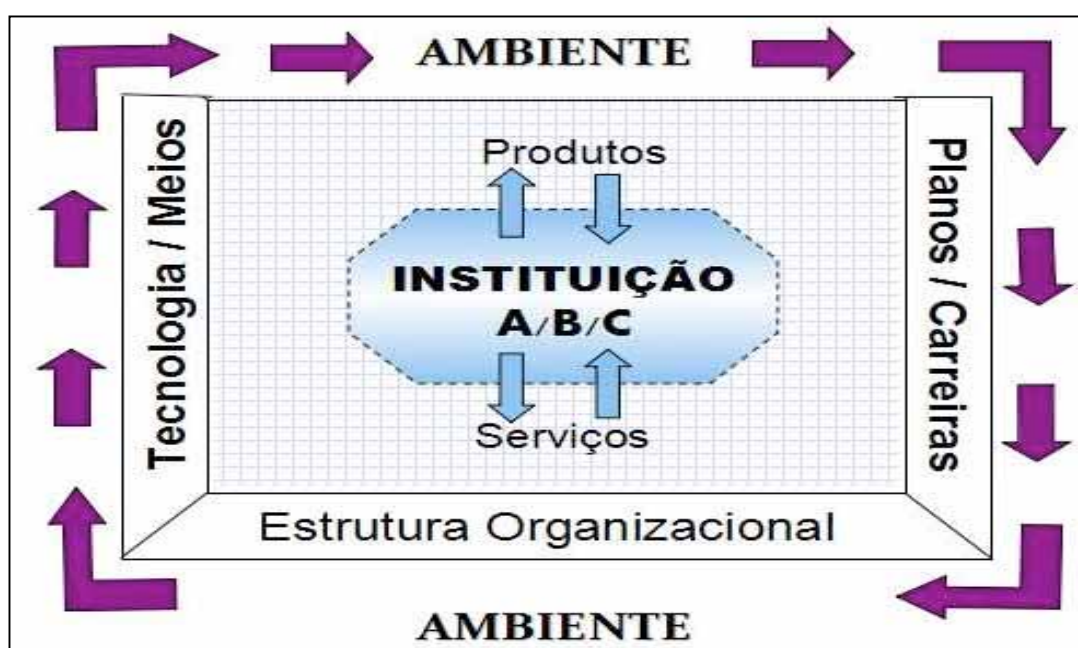 AMBIENTE
Produtos
Tecnologia / Meios
INSTITUIÇÃO
A/B/C
Planos / Carreiras
Serviços
Estrutura Organizacional
AMBIENTE